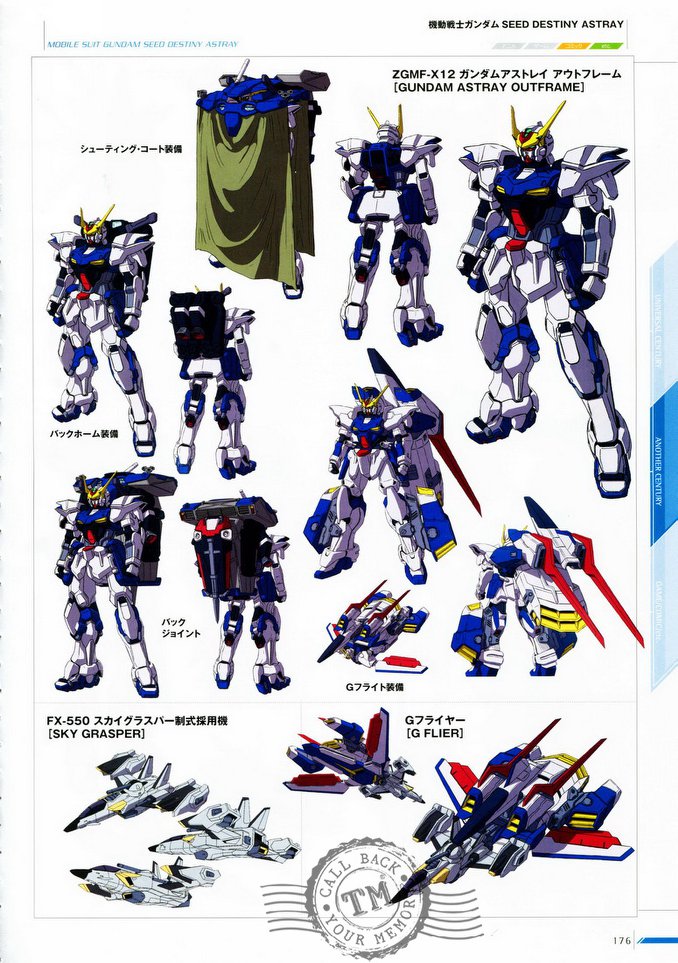 機動戦士ガンダム SEED DESTINY ASTRAY
MOBILE SUIT GUNDAM SEED DESTINY ASTRAY
コミック
etc.
ZGMF-X12 ガンダムアストレイ アウトフレーム
[GUNDAM ASTRAY OUTFRAME]
シューティング・コート装備
バックホーム装備
バック
ジョイント
Gフライト装備
FX-550 スカイグラスパー制式採用機
[SKY GRASPER]
Gフライヤー
[G FLIER]
UNIVERSAL CENTURY
ANOTHER CENTURY
CALL BACK
TM
YOUR MEMORY
176